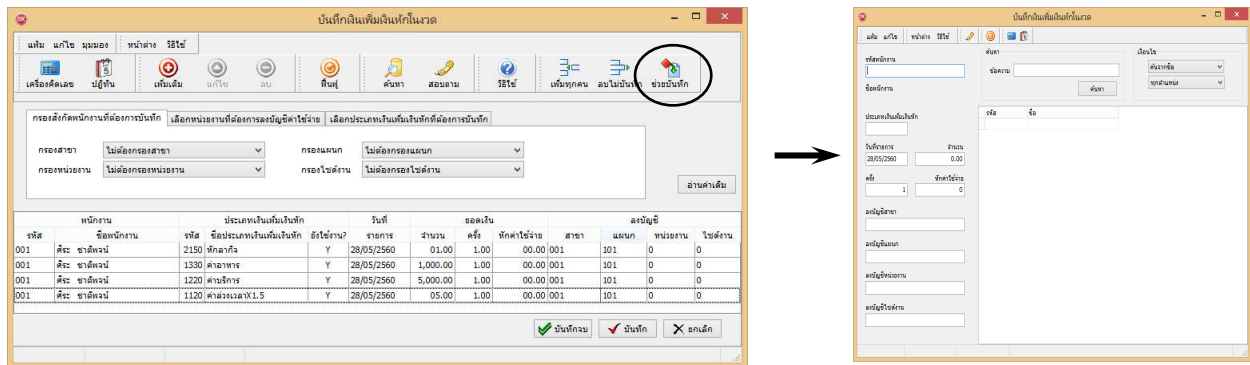 บันทึกเงินเพิ่มเงินหักในงวด
แฟ้ม แก้ไข มุมมอง หน้าต่าง วิธีใช้
เครื่องคิดเลข ปฏิทิน เพิ่มเติม แก้ไข ลบ ฟื้นฟู ค้นหา สอบถาม วิธีใช้ เพิ่มทุกคน ลบไม่บันทึก ช่วยบันทึก
กรองสังกัดพนักงานที่ต้องการบันทึก เลือกหน่วยงานที่ต้องการลงบัญชีค่าใช้จ่าย เลือกประเภทเงินเพิ่มเงินหักที่ต้องการบันทึก
กรองสาขา ไม่ต้องกรองสาขา กรองแผนก ไม่ต้องกรองแผนก
กรองหน่วยงาน ไม่ต้องกรองหน่วยงาน กรองไซด์งาน ไม่ต้องกรองไซด์งาน
อ่านค่าเดิม
พนักงาน ประเภทเงินเพิ่มเงินหัก วันที่ ยอดเงิน ลงบัญชี
รหัส ชื่อพนักงาน รหัส ชื่อประเภทเงินเพิ่มเงินหัก ยังใช้งาน? รายการ จำนวน ครั้ง หักค่าใช้จ่าย สาขา แผนก หน่วยงาน ไซด์งาน
001 ศิระ ชาติพจน์ 2150 หักลากิจ Y 28/05/2560 01.00 1.00 00.00 001 101 0 0
001 ศิระ ชาติพจน์ 1330 ค่าอาหาร Y 28/05/2560 1,000.00 1.00 00.00 001 101 0 0
001 ศิระ ชาติพจน์ 1220 ค่าบริการ Y 28/05/2560 5,000.00 1.00 00.00 001 101 0 0
001 ศิระ ชาติพจน์ 1120 ค่าล่วงเวลาX1.5 Y 28/05/2560 05.00 1.00 00.00 001 101 0 0
บันทึกจบ บันทึก ยกเลิก
บันทึกเงินเพิ่มเงินหักในงวด
แฟ้ม แก้ไข หน้าต่าง วิธีใช้
รหัสพนักงาน
ชื่อพนักงาน
ประเภทเงินเพิ่มเงินหัก
วันที่รายการ จำนวน
28/05/2560 0.00
ครั้ง หักค่าใช้จ่าย
1 0
ลงบัญชีสาขา
ลงบัญชีแผนก
ลงบัญชีหน่วยงาน
ลงบัญชีไซด์งาน
ค้นหา
ข้อความ
ค้นหา
เงื่อนไข
ค้นจากชื่อ
ทุกตำแหน่ง
รหัส ชื่อ